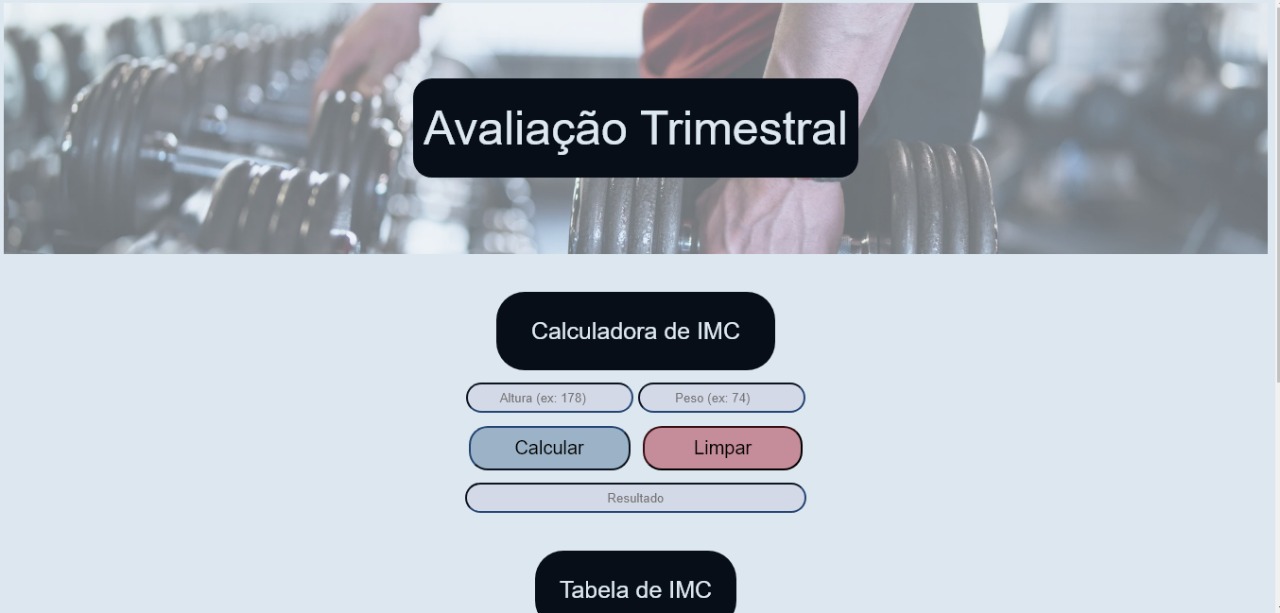 Avaliação Trimestral
Calculadora de IMC
Altura (ex: 178) Peso (ex: 74)
Calcular Limpar
Resultado
Tabela de IMC